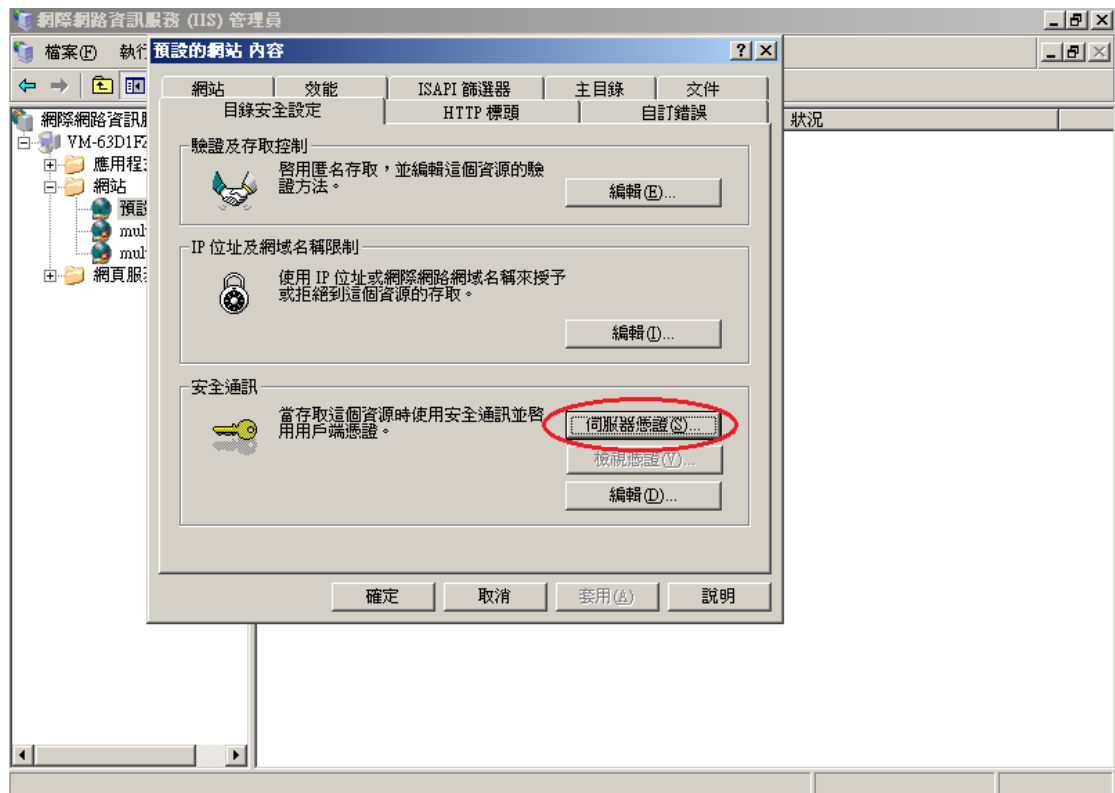 網際網路資訊服務 (IIS) 管理員
檔案(F) 執行
預設的網站 內容
網站 效能 ISAPI 篩選器 主目錄 文件
目錄安全設定 HTTP 標頭 自訂錯誤
網際網路資訊
狀況
VM-63D1F
應用程
網站
預設
mul
mul
網頁服
驗證及存取控制
啓用匿名存取，並編輯這個資源的驗
證方法。
編輯(E)...
IP 位址及網域名稱限制
使用 IP 位址或網際網路網域名稱來授予
或拒絕到這個資源的存取。
編輯(I)...
安全通訊
當存取這個資源時使用安全通訊並啓
用用戶端憑證。
伺服器憑證(S)...
檢視憑證(V)...
編輯(D)...
確定 取消 套用(A) 說明